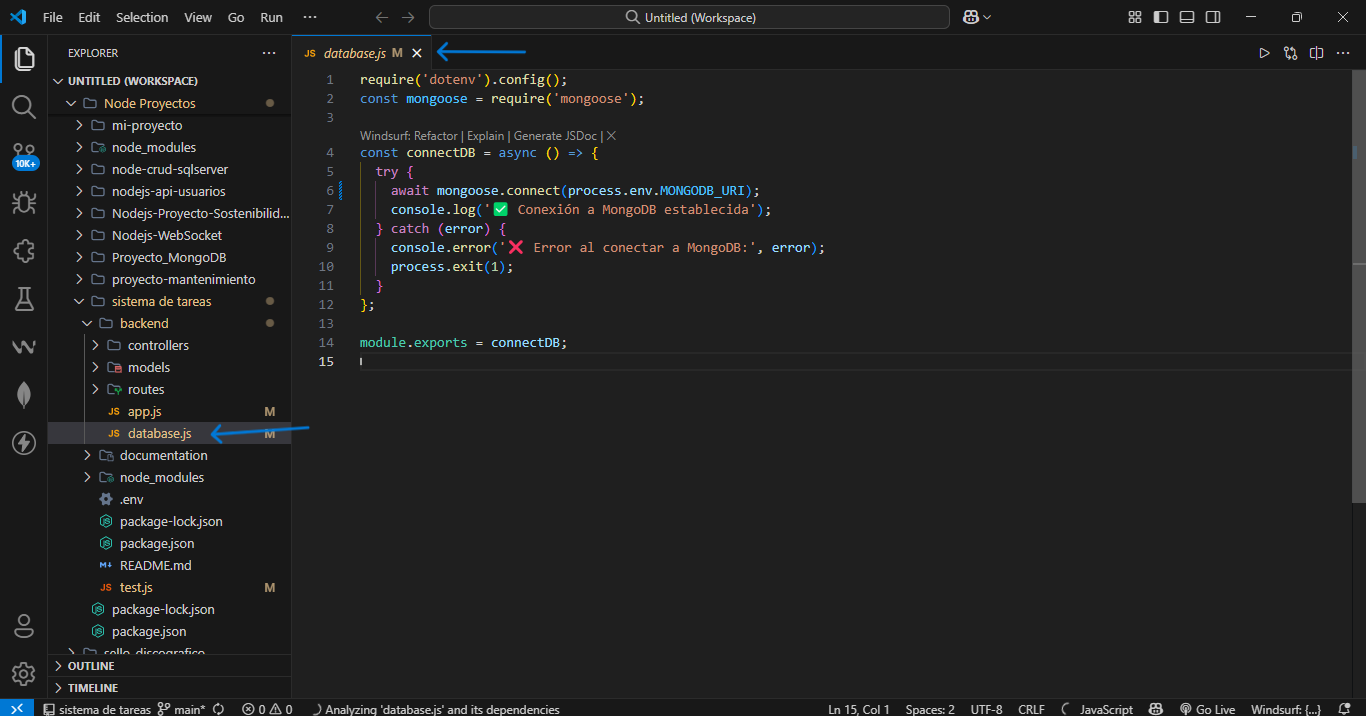 File Edit Selection View Go Run ··· Untitled (Workspace)
EXPLORER ···
UNTITLED (WORKSPACE)
Node Proyectos
mi-proyecto
node_modules
node-crud-sqlserver
nodejs-api-usuarios
Nodejs-Proyecto-Sostenibilid...
Nodejs-WebSocket
Proyecto_MongoDB
proyecto-mantenimiento
sistema de tareas
backend
controllers
models
routes
JS app.js M
JS database.js M
documentation
node_modules
.env
package-lock.json
package.json
M↓ README.md
JS test.js M
package-lock.json
package.json
sello_discografico
OUTLINE
TIMELINE
10K+
JS database.js M
1 require('dotenv').config();
2 const mongoose = require('mongoose');
3
Windsurf: Refactor | Explain | Generate JSDoc | ✕
4 const connectDB = async () => {
5 try {
6 await mongoose.connect(process.env.MONGODB_URI);
7 console.log('✅ Conexión a MongoDB establecida');
8 } catch (error) {
9 console.error('❌ Error al conectar a MongoDB:', error);
10 process.exit(1);
11 }
12 };
13
14 module.exports = connectDB;
15
sistema de tareas main* 0 0 Analyzing 'database.js' and its dependencies Ln 15, Col 1 Spaces: 2 UTF-8 CRLF JavaScript Go Live Windsurf: {...}